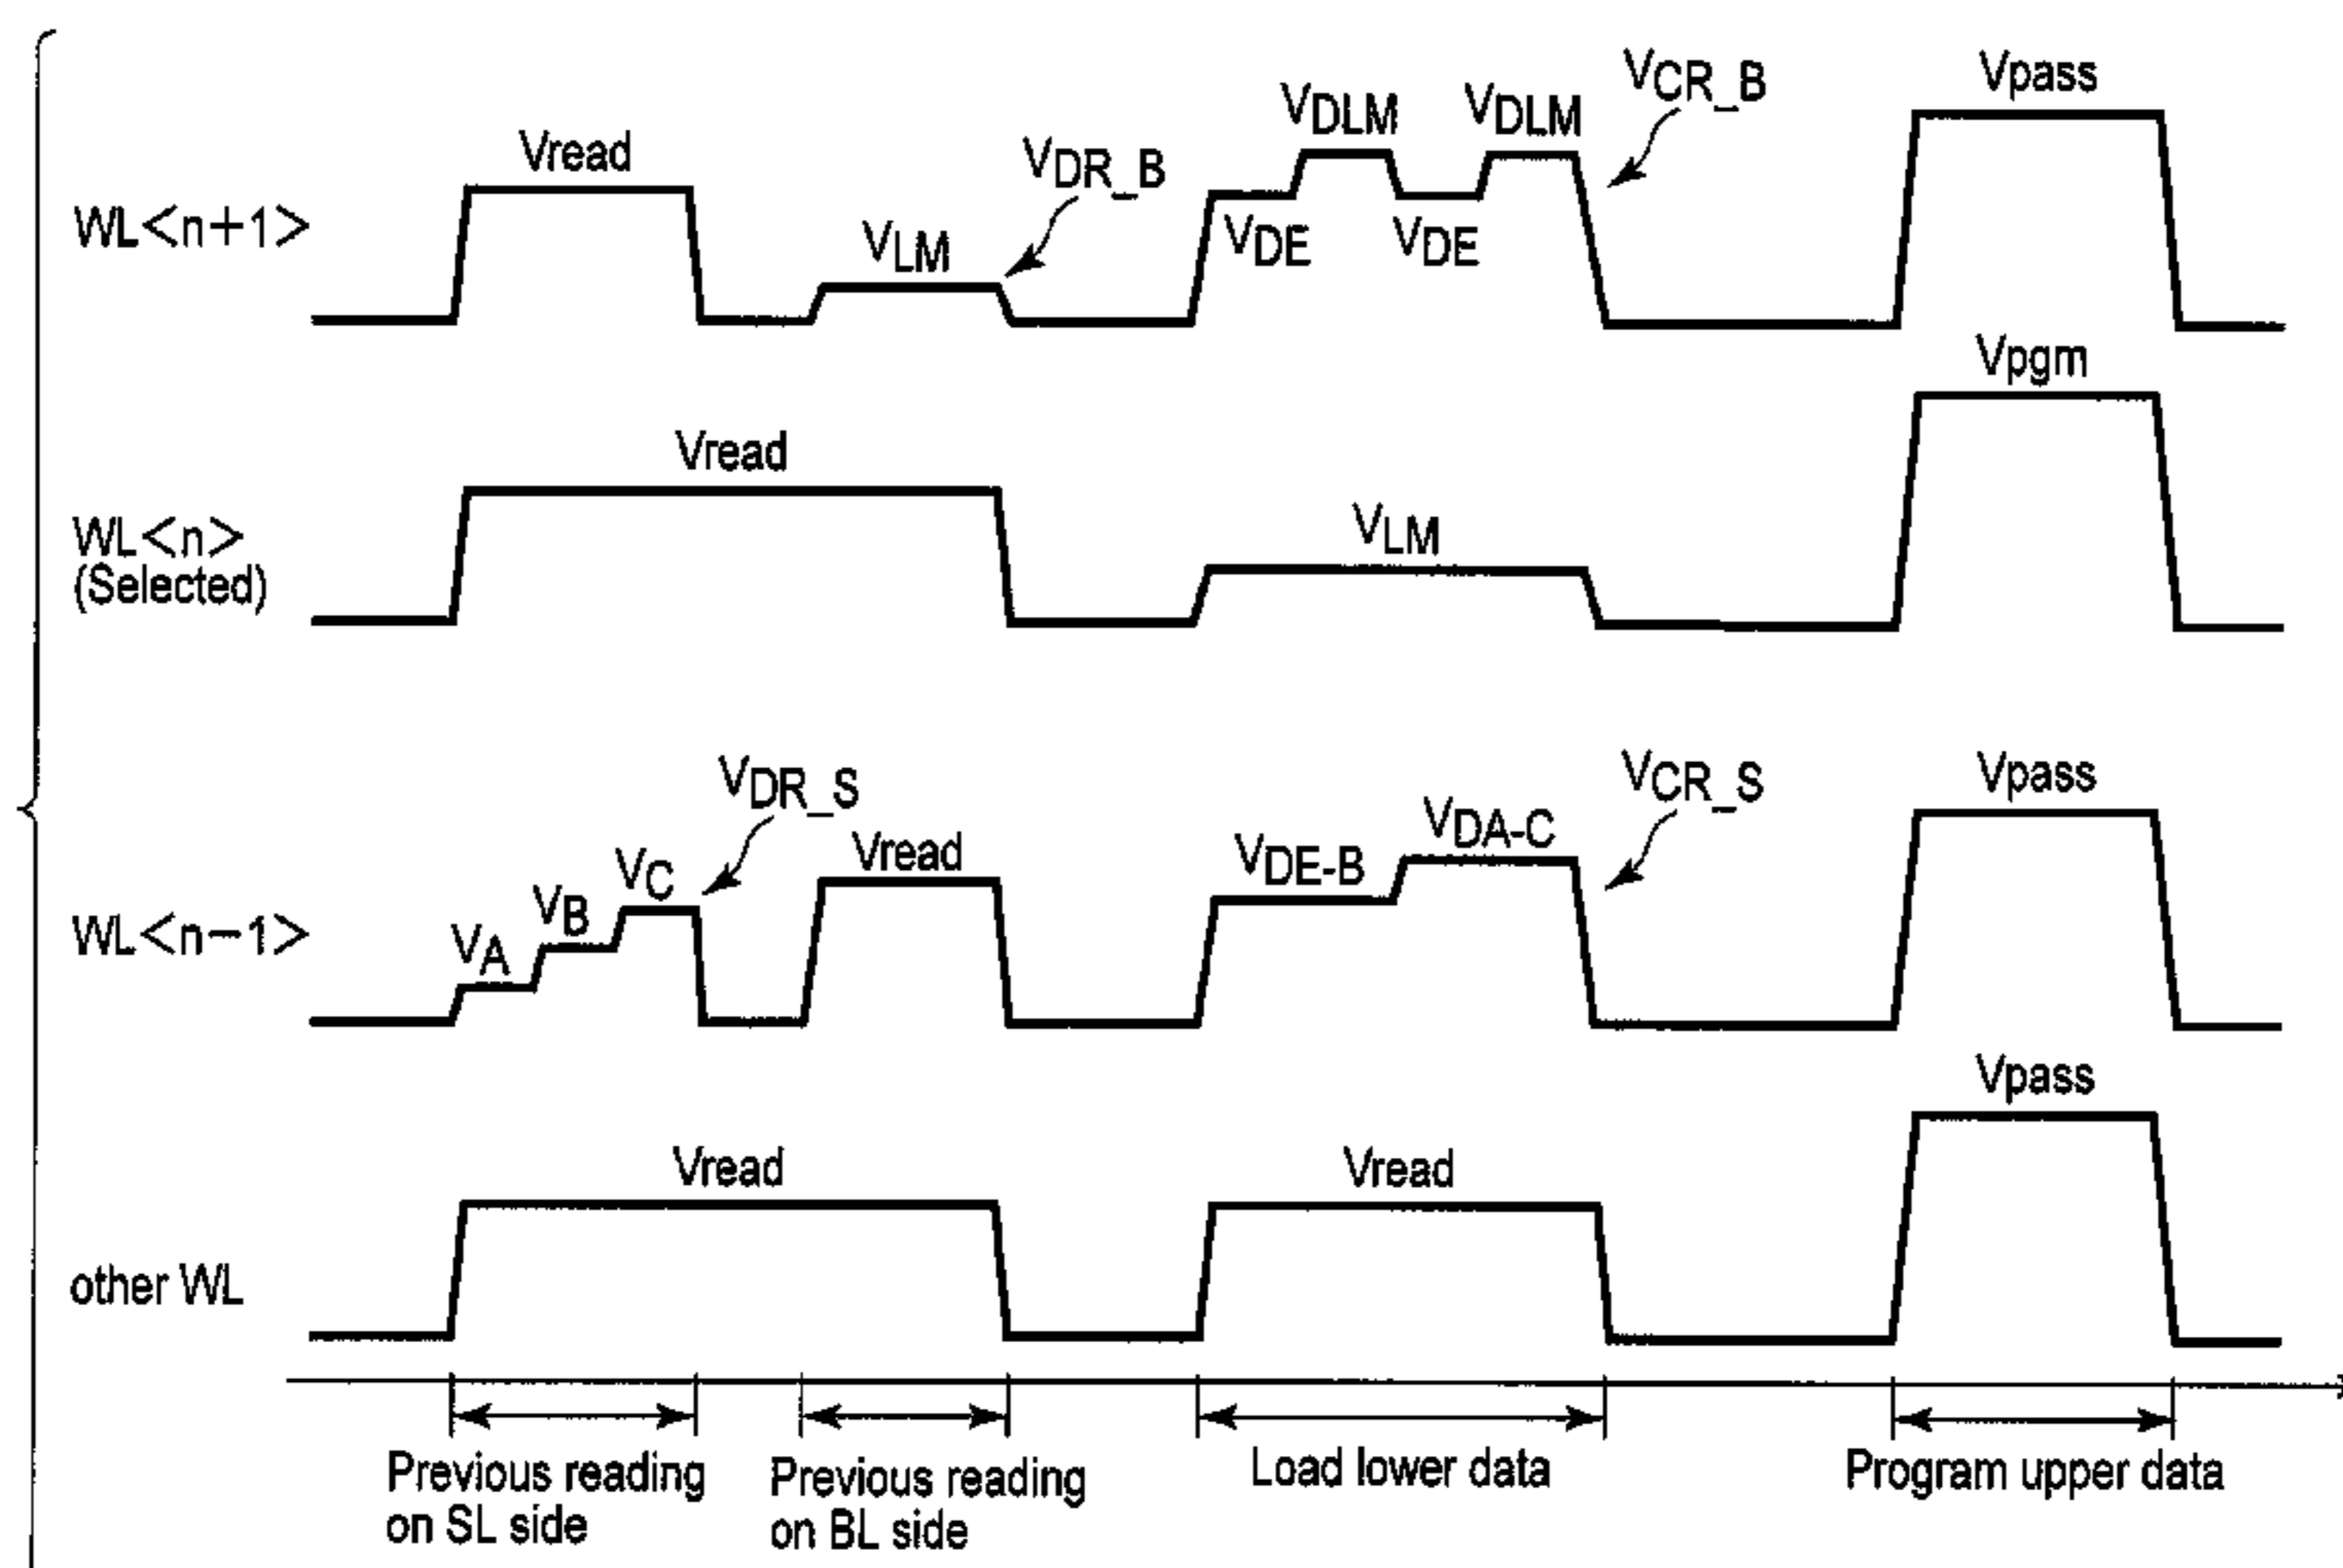 Vread
VLM
VDR_B
VDE
VDLM
VDE
VDLM
VCR_B
Vpass
WL<n+1>
Vread
VLM
Vpgm
WL<n>
(Selected)
VA
VB
VC
VDR_S
Vread
VDE-B
VDA-C
VCR_S
Vpass
WL<n-1>
Vread
Vread
Vpass
other WL
Previous reading
on SL side
Previous reading
on BL side
Load lower data
Program upper data